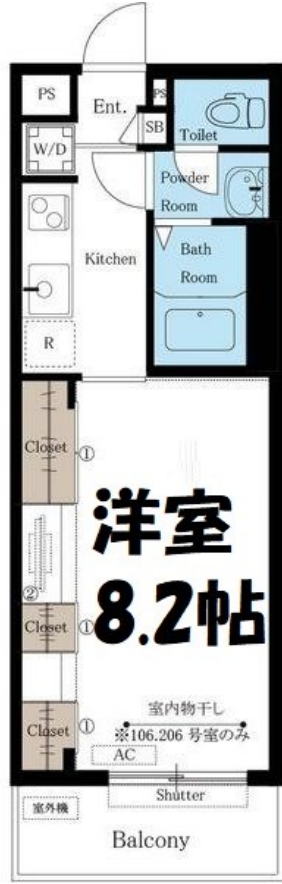 PS
Ent.
PS
SB
Toilet
W/D
Powder
Room
Kitchen
Bath
Room
R
Closet ①
洋室
8.2帖
②
Closet ①
Closet ①
室内物干し
※106.206 号室のみ
AC
Shutter
室外機
Balcony